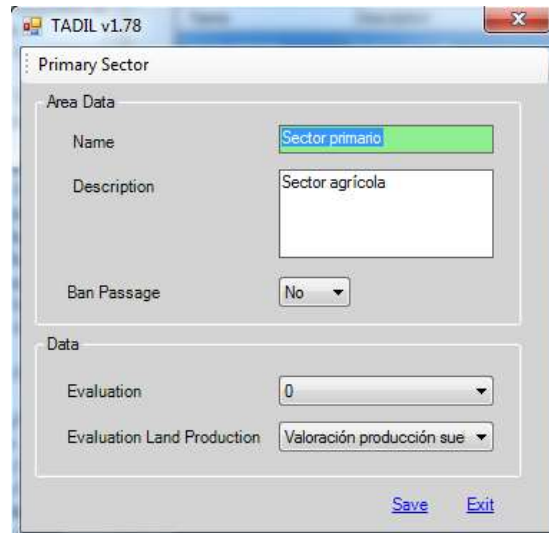 TADIL v1.78
Primary Sector
Area Data
Name
Sector primario
Description
Sector agrícola
Ban Passage
No
Data
Evaluation
0
Evaluation Land Production
Valoración producción sue
Save
Exit